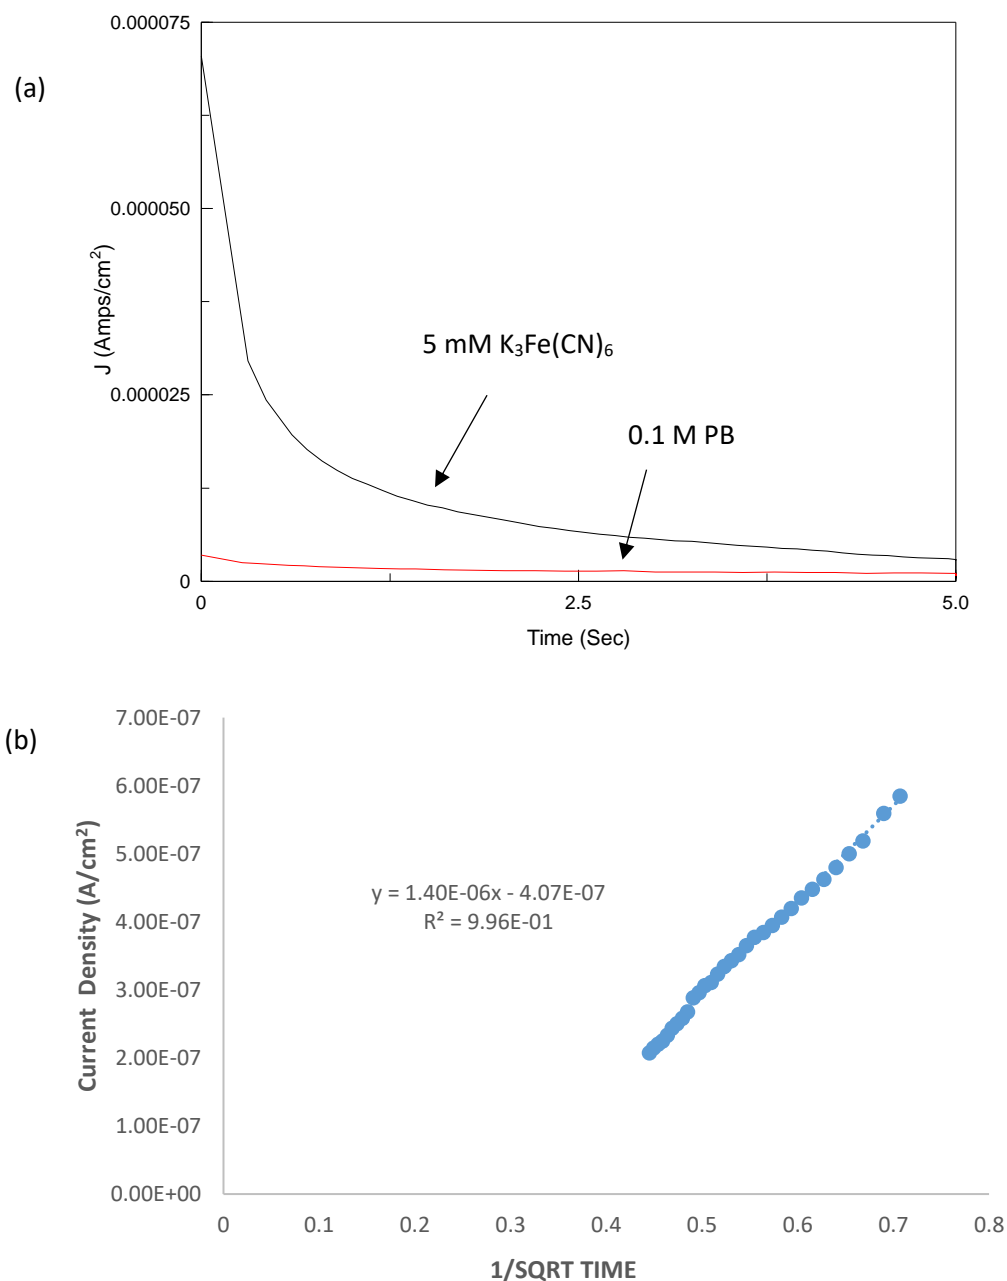 (a)
0.000075
0.000050
0.000025
0
J (Amps/cm²)
5 mM K₃Fe(CN)₆
0.1 M PB
0
2.5
5.0
Time (Sec)
(b)
7.00E-07
6.00E-07
5.00E-07
4.00E-07
3.00E-07
2.00E-07
1.00E-07
0.00E+00
Current Density (A/cm²)
y = 1.40E-06x - 4.07E-07
R² = 9.96E-01
0
0.1
0.2
0.3
0.4
0.5
0.6
0.7
0.8
1/SQRT TIME